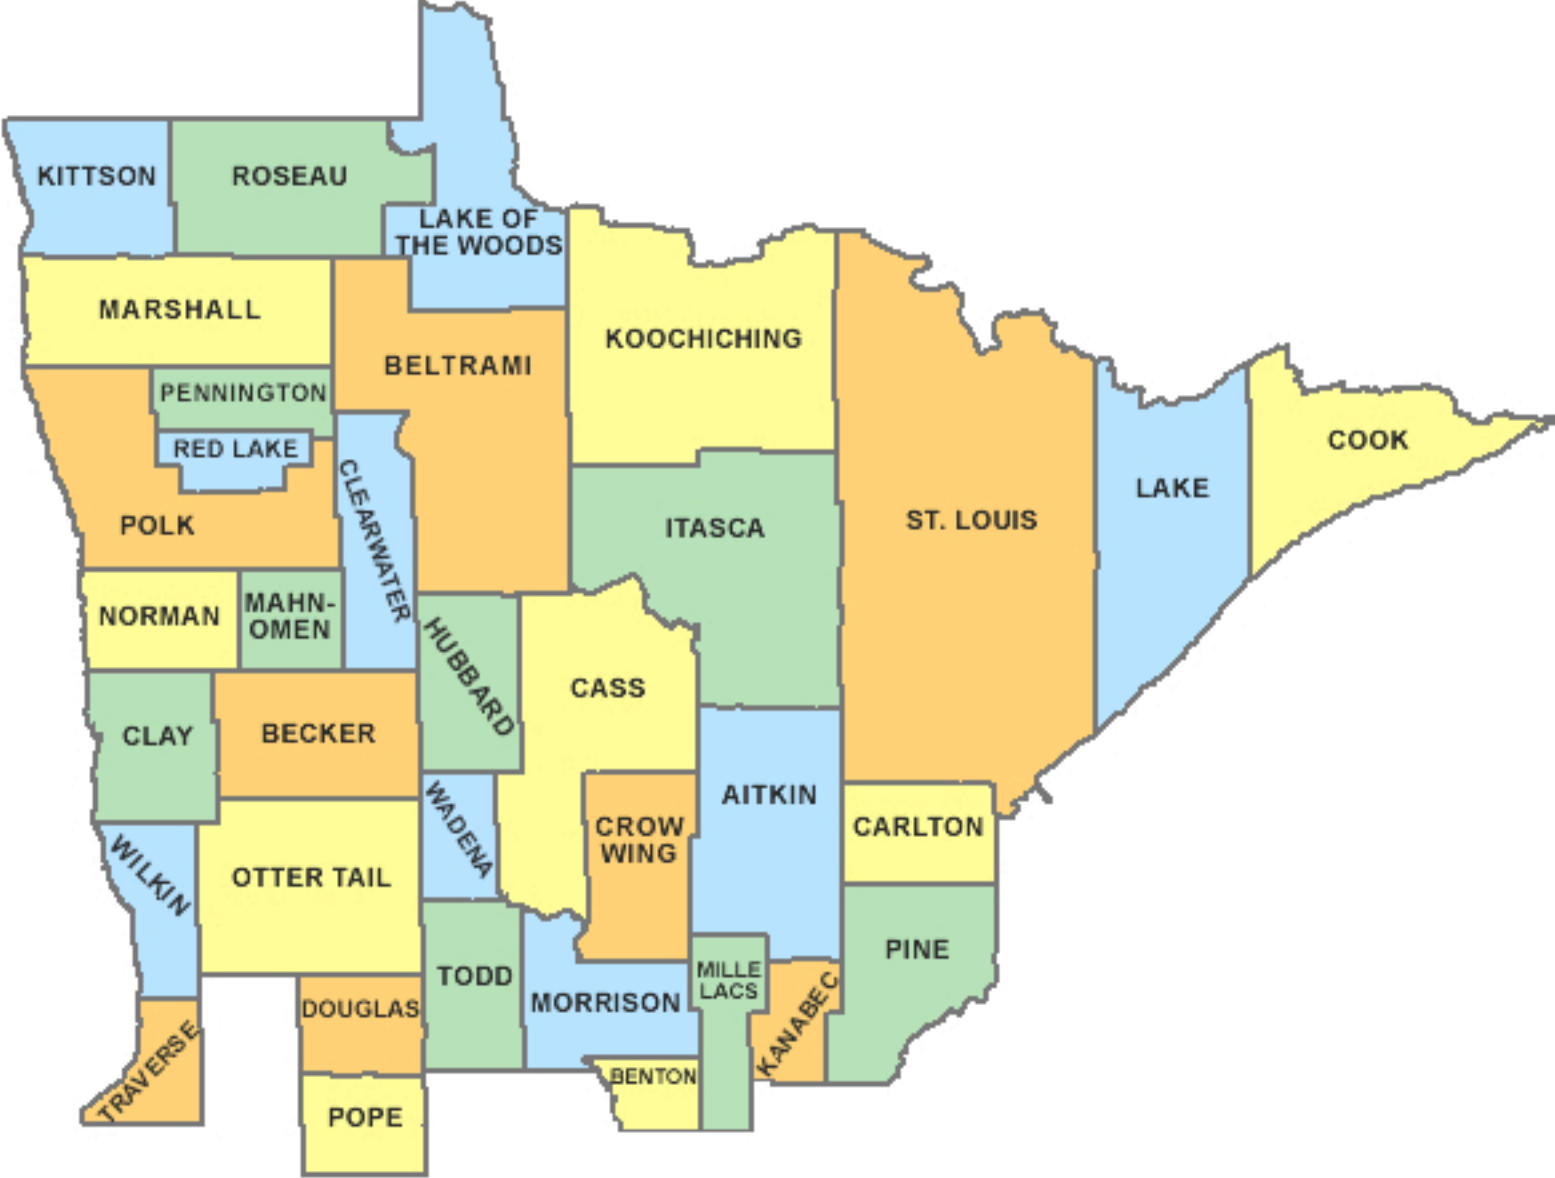 KITTSON
ROSEAU
LAKE OF
THE WOODS
MARSHALL
KOOCHICHING
BELTRAMI
PENNINGTON
RED LAKE
CLEARWATER
POLK
ITASCA
ST. LOUIS
LAKE
COOK
NORMAN
MAHN-
OMEN
HUBBARD
CASS
CLAY
BECKER
WADENA
AITKIN
CROW
WING
CARLTON
WILKIN
OTTER TAIL
TODD
MORRISON
MILLE
LACS
KANABEC
PINE
DOUGLAS
TRAVERSE
BENTON
POPE